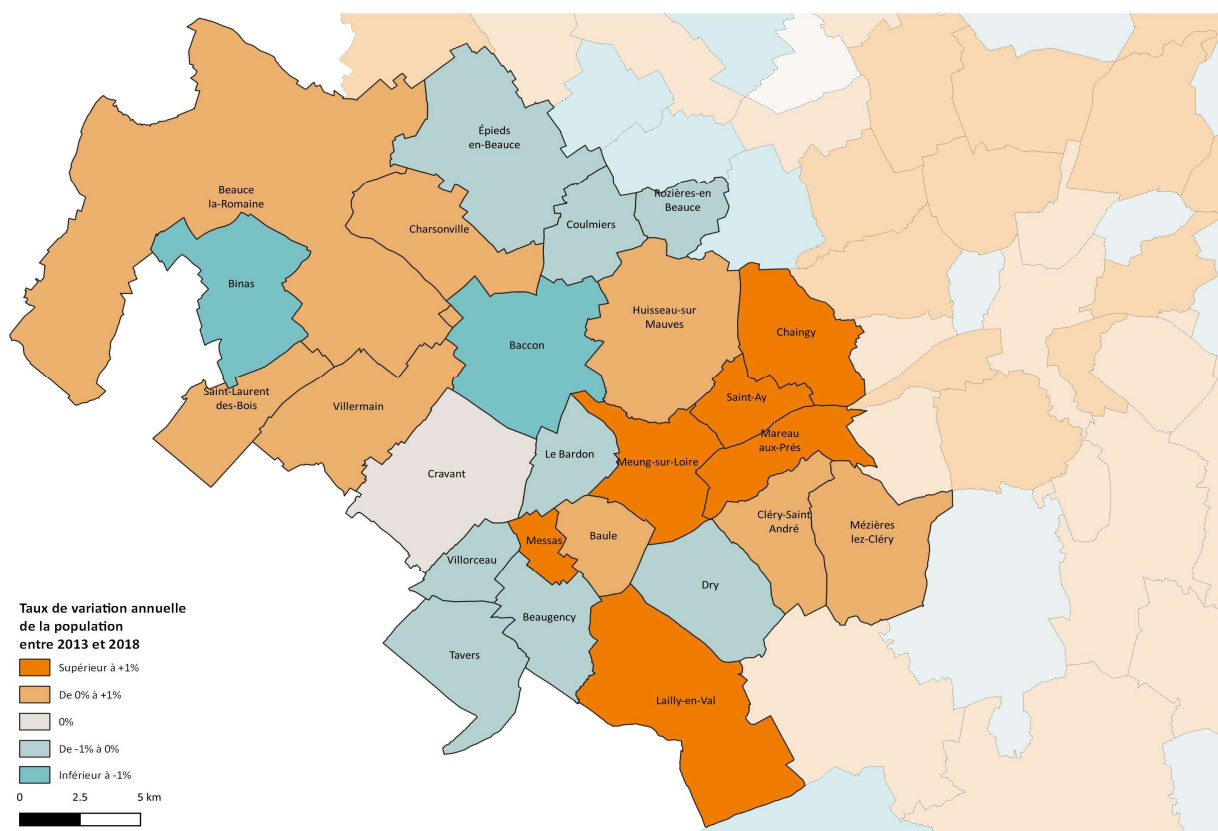 Épieds
en-Beauce
Beauce
la-Romaine
Rozières-en
Beauce
Charsonville
Coulmiers
Binas
Huisseau-sur
Mauves
Chaingy
Baccon
Saint-Laurent
des-Bois
Villermain
Saint-Ay
Mareau
aux-Prés
Le Bardon
Meung-sur-Loire
Cravant
Cléry-Saint
André
Mézières
lez-Cléry
Messas
Baule
Villorceau
Dry
Beaugency
Tavers
Lailly-en-Val
Taux de variation annuelle
de la population
entre 2013 et 2018
Supérieur à +1%
De 0% à +1%
0%
De -1% à 0%
Inférieur à -1%
0 2.5 5 km